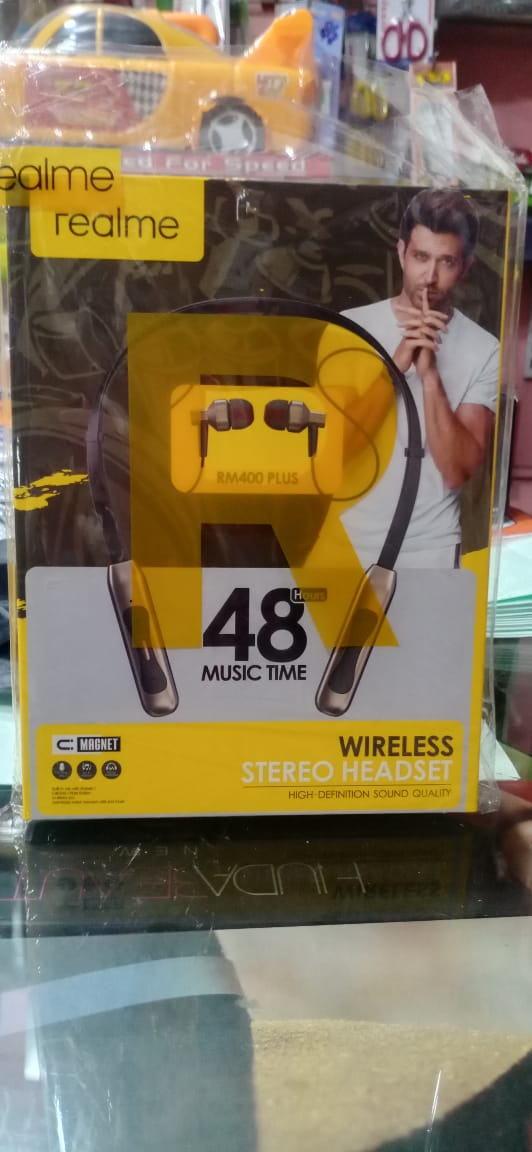 ed For Speed
ealme
realme
RM400 PLUS
48 Hours
MUSIC TIME
MAGNET
WIRELESS
STEREO HEADSET
HIGH-DEFINITION SOUND QUALITY